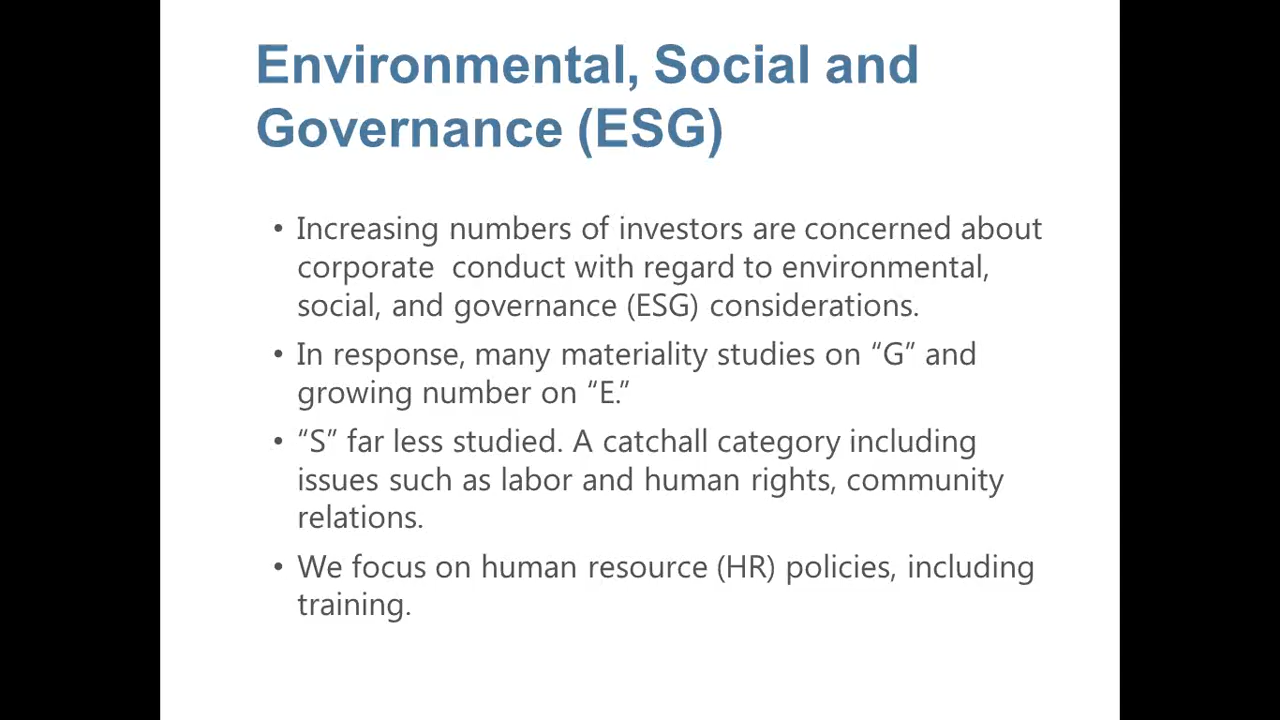 Environmental, Social and
Governance (ESG)
• Increasing numbers of investors are concerned about
corporate  conduct with regard to environmental,
social, and governance (ESG) considerations.
• In response, many materiality studies on “G” and
growing number on “E.”
• “S” far less studied. A catchall category including
issues such as labor and human rights, community
relations.
• We focus on human resource (HR) policies, including
training.